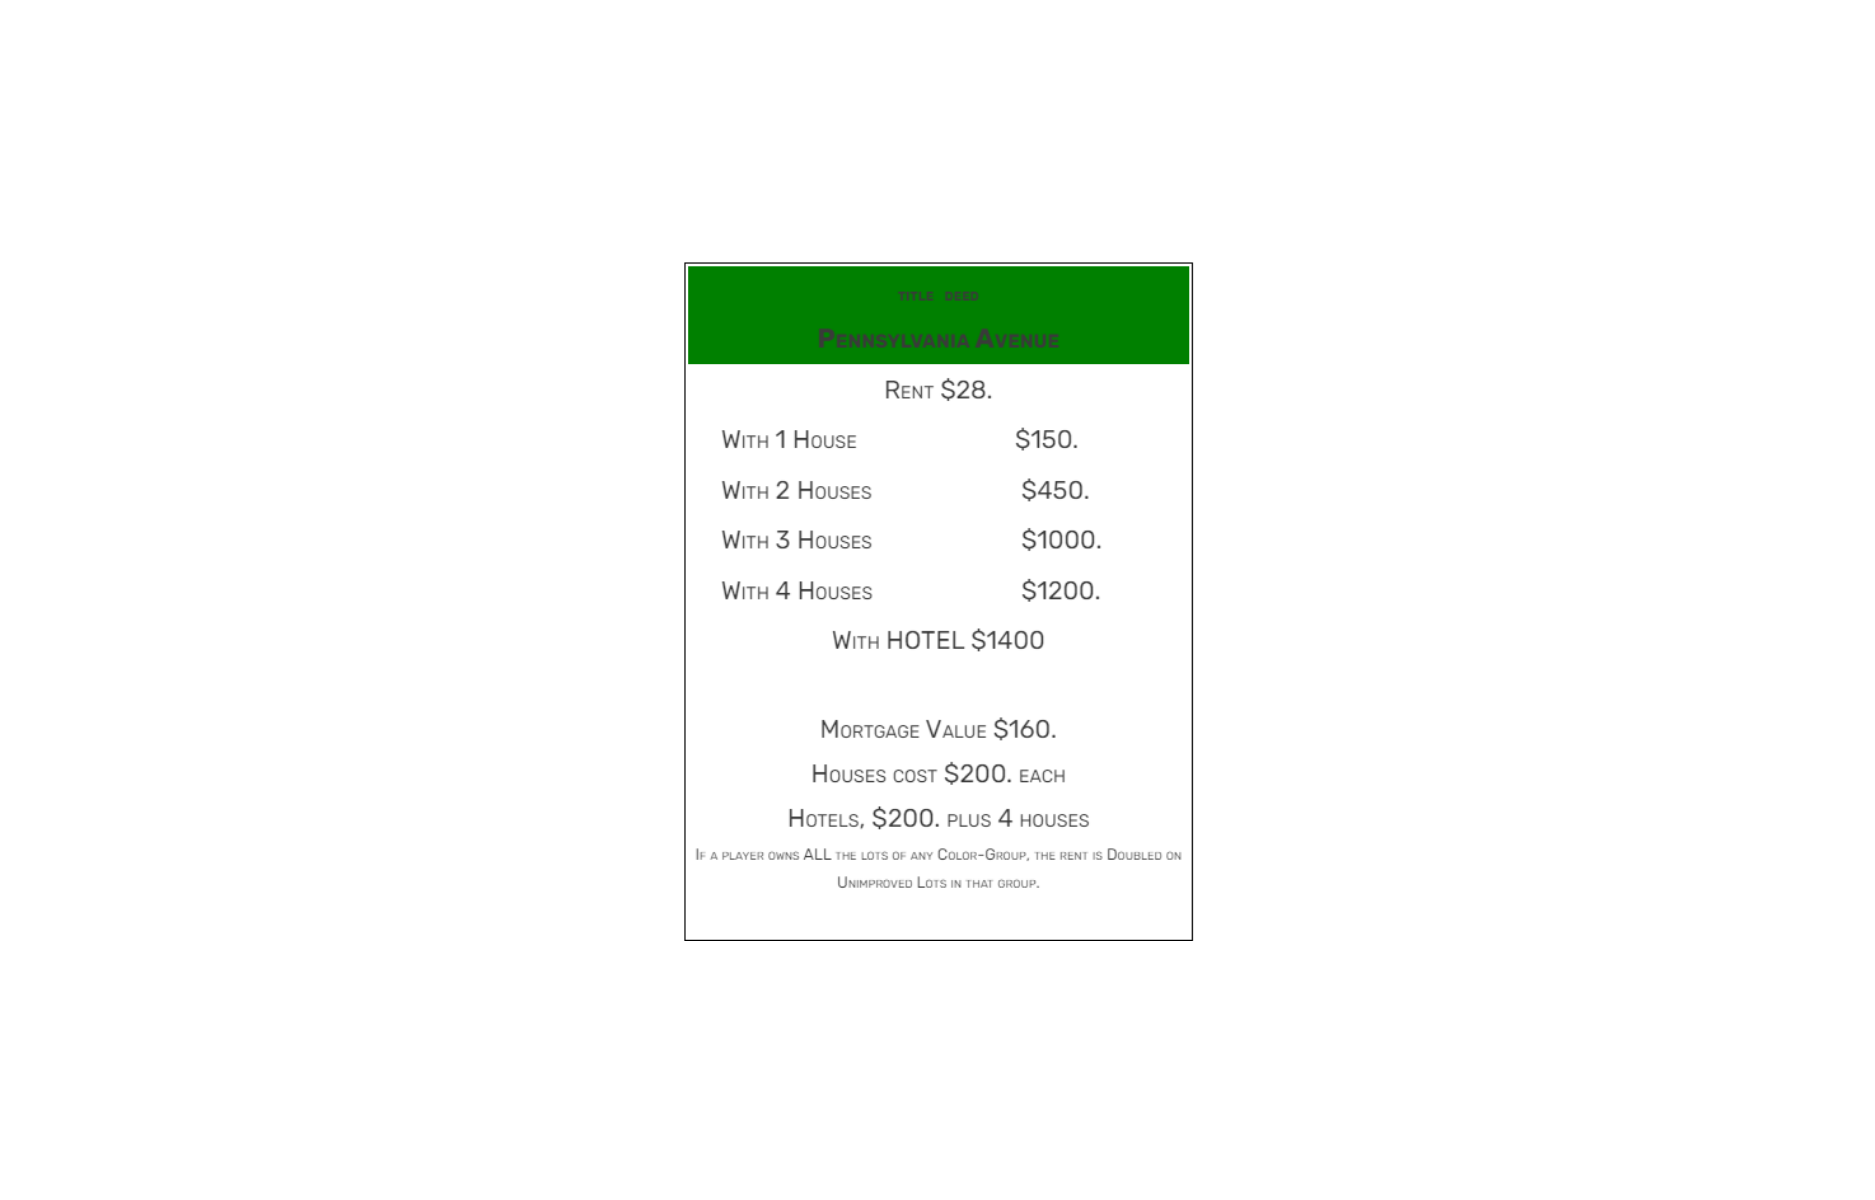 TITLE DEED
Pennsylvania Avenue
Rent $28.
With 1 House $150.
With 2 Houses $450.
With 3 Houses $1000.
With 4 Houses $1200.
With HOTEL $1400
Mortgage Value $160.
Houses cost $200. each
Hotels, $200. plus 4 houses
If a player owns ALL the lots of any Color-Group, the rent is Doubled on
Unimproved Lots in that group.